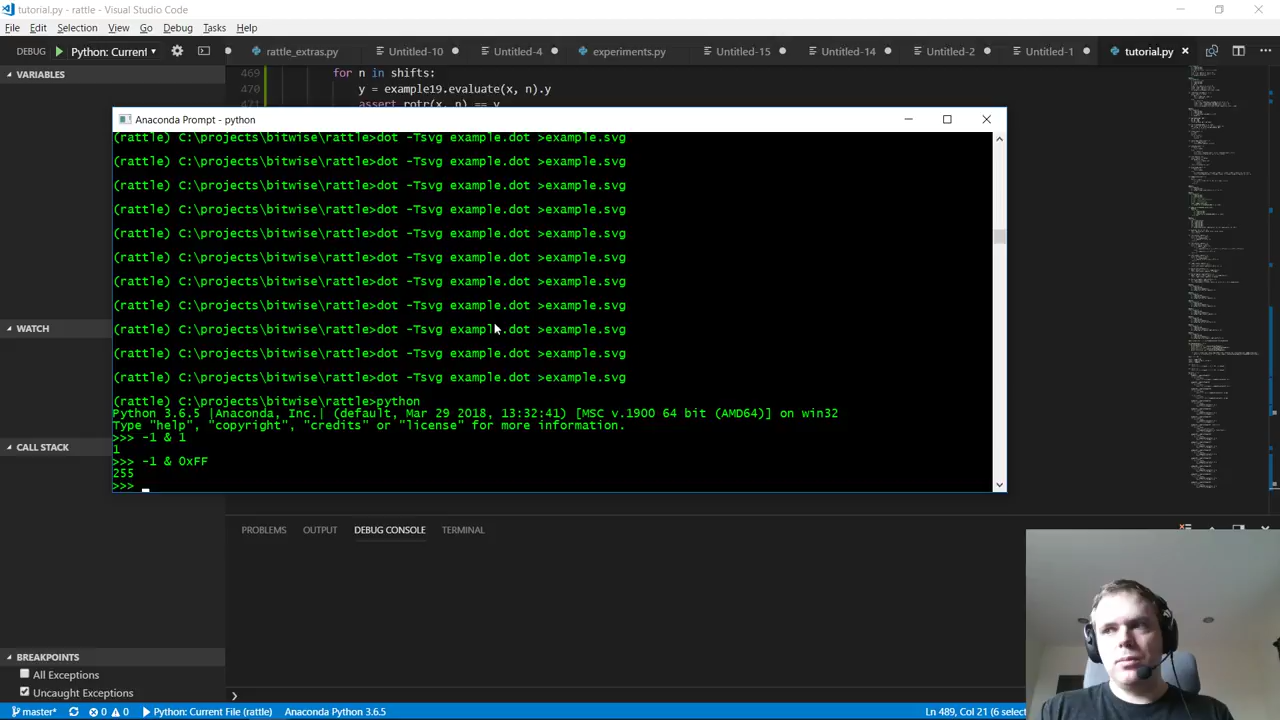 tutorial.py - rattle - Visual Studio Code
File Edit Selection View Go Debug Tasks Help
DEBUG Python: Current rattle_extras.py Untitled-10 Untitled-4 experiments.py Untitled-15 Untitled-14 Untitled-2 Untitled-1 tutorial.py
VARIABLES
469 for n in shifts:
470 y = example19.evaluate(x, n).y
471 assert rotr(x, n) == y
Anaconda Prompt - python
(rattle) C:\projects\bitwise\rattle>dot -Tsvg example.dot >example.svg
(rattle) C:\projects\bitwise\rattle>dot -Tsvg example.dot >example.svg
(rattle) C:\projects\bitwise\rattle>dot -Tsvg example.dot >example.svg
(rattle) C:\projects\bitwise\rattle>dot -Tsvg example.dot >example.svg
(rattle) C:\projects\bitwise\rattle>dot -Tsvg example.dot >example.svg
(rattle) C:\projects\bitwise\rattle>dot -Tsvg example.dot >example.svg
(rattle) C:\projects\bitwise\rattle>dot -Tsvg example.dot >example.svg
(rattle) C:\projects\bitwise\rattle>dot -Tsvg example.dot >example.svg
(rattle) C:\projects\bitwise\rattle>dot -Tsvg example.dot >example.svg
(rattle) C:\projects\bitwise\rattle>dot -Tsvg example.dot >example.svg
(rattle) C:\projects\bitwise\rattle>dot -Tsvg example.dot >example.svg
(rattle) C:\projects\bitwise\rattle>python
Python 3.6.5 |Anaconda, Inc.| (default, Mar 29 2018, 13:32:41) [MSC v.1900 64 bit (AMD64)] on win32
Type "help", "copyright", "credits" or "license" for more information.
>>> -1 & 1
1
>>> -1 & 0xFF
255
>>>
WATCH
CALL STACK
PROBLEMS OUTPUT DEBUG CONSOLE TERMINAL
BREAKPOINTS
All Exceptions
Uncaught Exceptions
master* 0 0 Python: Current File (rattle) Anaconda Python 3.6.5 Ln 489, Col 21 (6 select